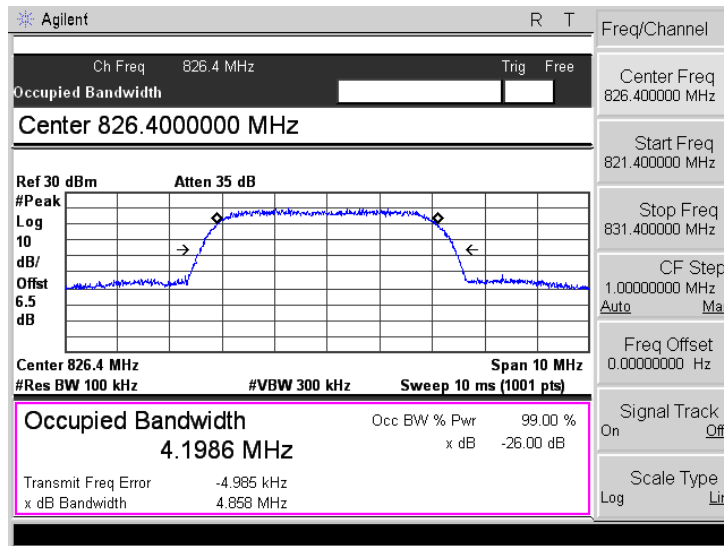 Agilent R T
Ch Freq 826.4 MHz Trig Free
Occupied Bandwidth
Center 826.4000000 MHz
Ref 30 dBm Atten 35 dB
#Peak
Log
10
dB/
Offst
6.5
dB
Center 826.4 MHz Span 10 MHz
#Res BW 100 kHz #VBW 300 kHz Sweep 10 ms (1001 pts)
Occupied Bandwidth
4.1986 MHz
Occ BW % Pwr 99.00 %
x dB -26.00 dB
Transmit Freq Error -4.985 kHz
x dB Bandwidth 4.858 MHz
Freq/Channel
Center Freq
826.400000 MHz
Start Freq
821.400000 MHz
Stop Freq
831.400000 MHz
CF Step
1.00000000 MHz
Auto Ma
Freq Offset
0.00000000 Hz
Signal Track
On Off
Scale Type
Log Lin